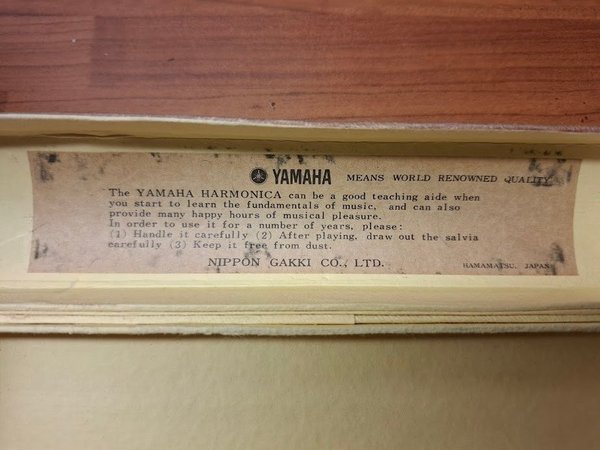 YAMAHA MEANS WORLD RENOWNED QUALITY
The YAMAHA HARMONICA can be a good teaching aide when
you start to learn the fundamentals of music, and can also
provide many happy hours of musical pleasure.
In order to use it for a number of years, please:
(1) Handle it carefully (2) After playing, draw out the salvia
carefully (3) Keep it free from dust.
NIPPON GAKKI CO., LTD. HAMAMATSU, JAPAN